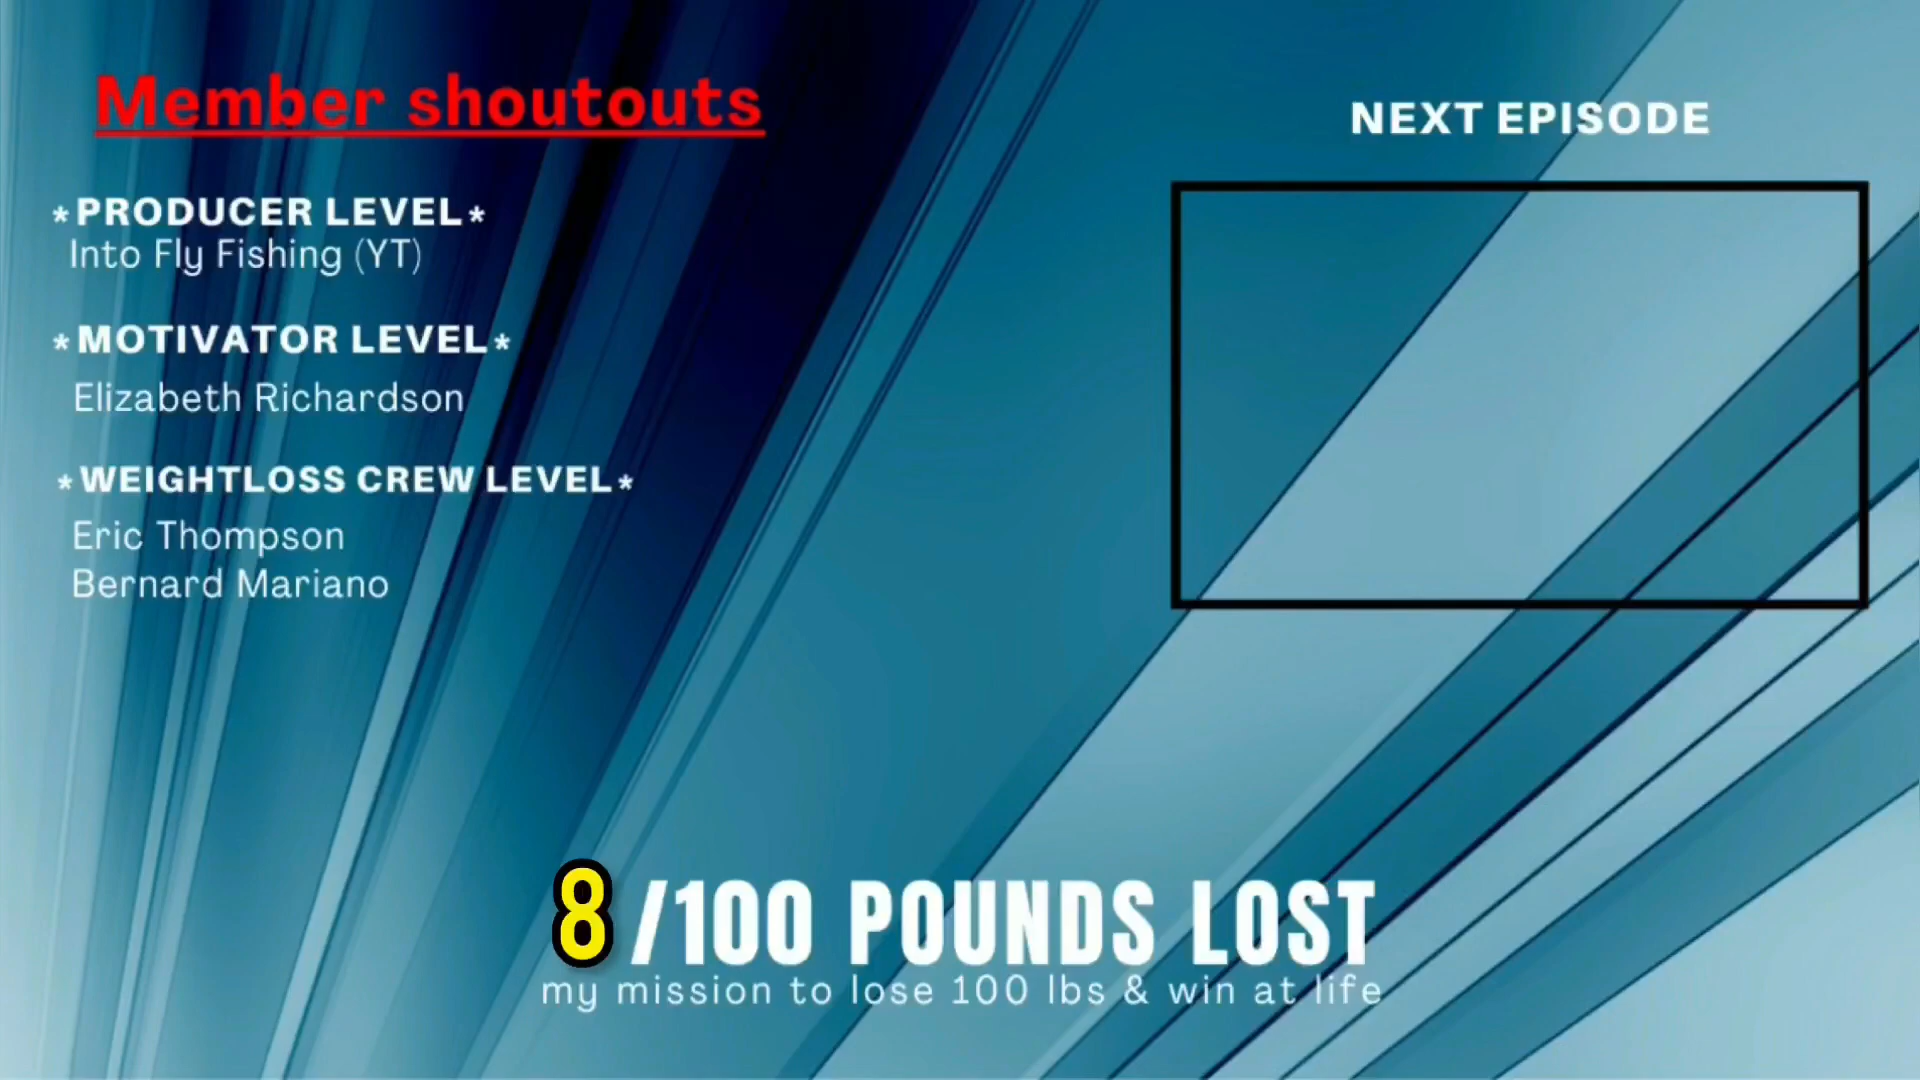 Member shoutouts
*PRODUCER LEVEL*
Into Fly Fishing (YT)
*MOTIVATOR LEVEL*
Elizabeth Richardson
*WEIGHTLOSS CREW LEVEL*
Eric Thompson
Bernard Mariano
NEXT EPISODE
8/100 POUNDS LOST
my mission to lose 100 lbs & win at life